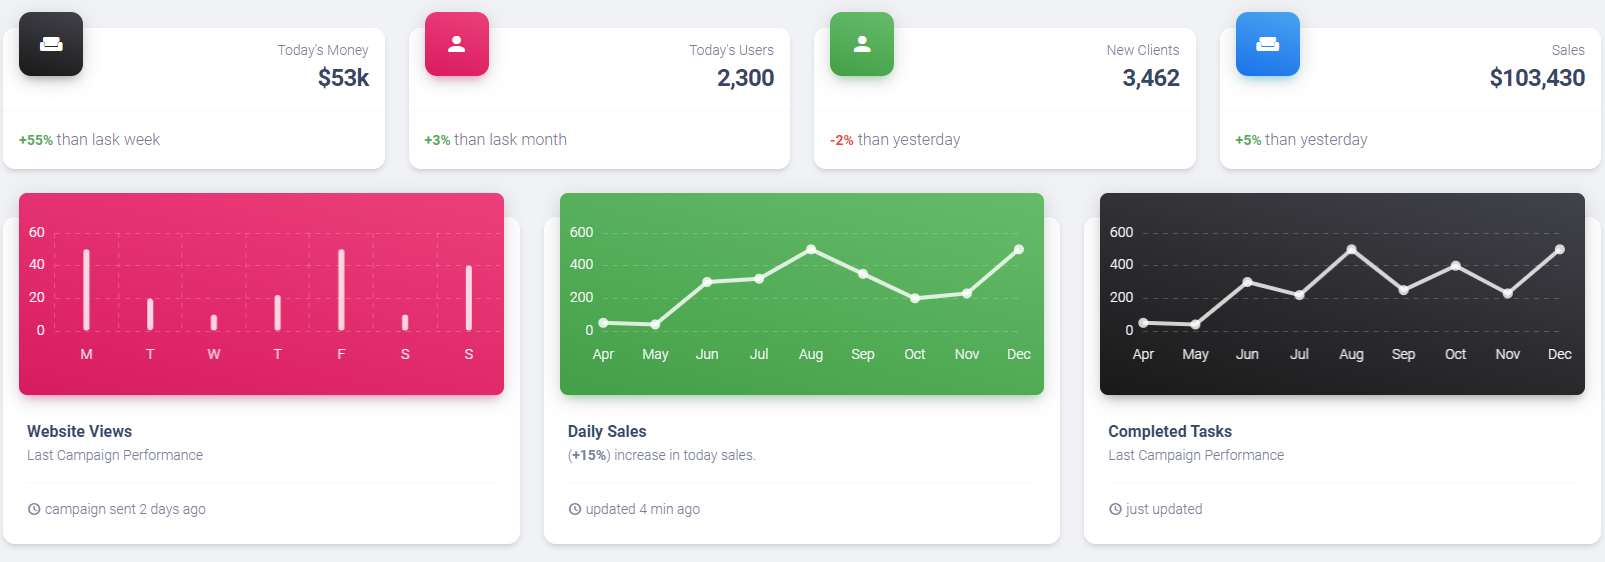 Today's Money
$53k
+55% than lask week
Today's Users
2,300
+3% than lask month
New Clients
3,462
-2% than yesterday
Sales
$103,430
+5% than yesterday
60
40
20
0
M T W T F S S
Website Views
Last Campaign Performance
campaign sent 2 days ago
600
400
200
0
Apr May Jun Jul Aug Sep Oct Nov Dec
Daily Sales
(+15%) increase in today sales.
updated 4 min ago
600
400
200
0
Apr May Jun Jul Aug Sep Oct Nov Dec
Completed Tasks
Last Campaign Performance
just updated